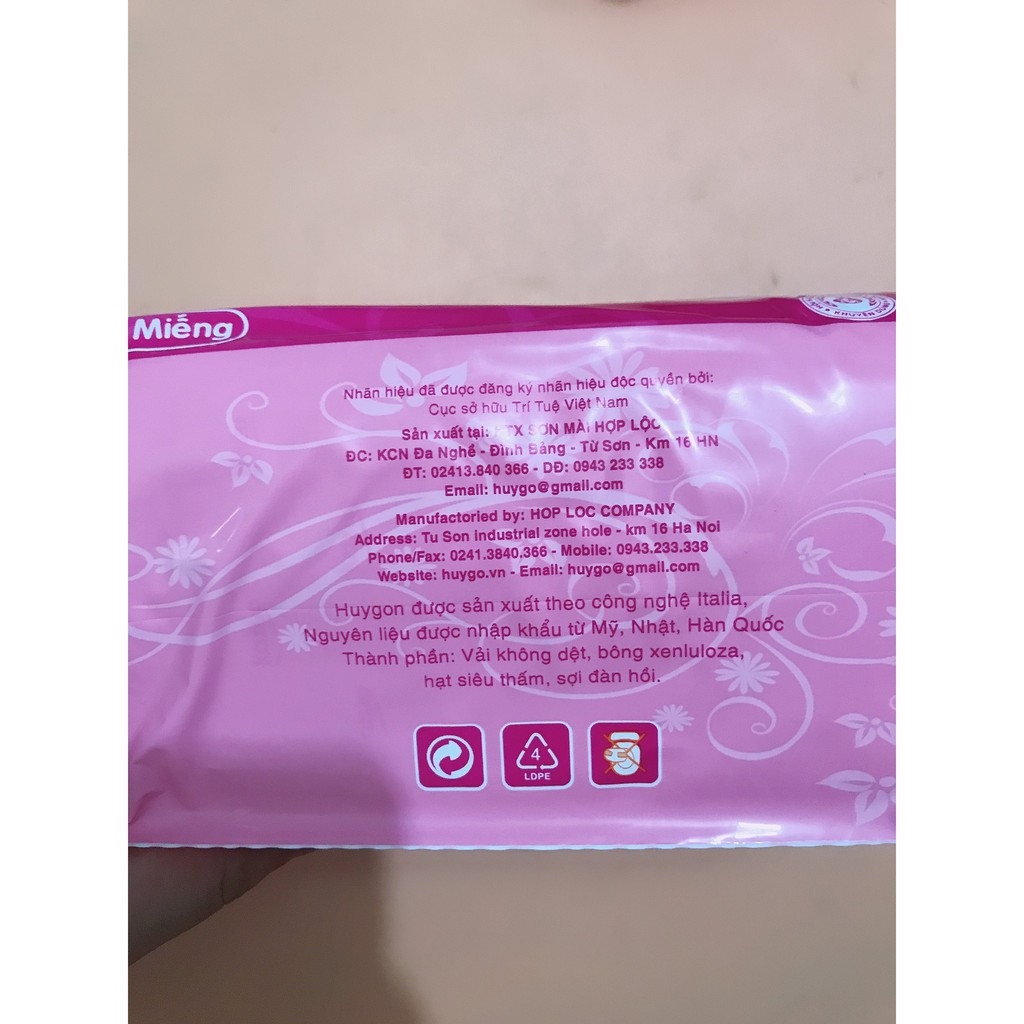 Miếng
KHUYÊN DÙNG
Nhãn hiệu đã được đăng ký nhãn hiệu độc quyền bởi:
Cục sở hữu Trí Tuệ Việt Nam
Sản xuất tại: HTX SƠN MÀI HỢP LỘC
ĐC: KCN Đa Nghề - Đình Bảng - Từ Sơn - Km 16 HN
ĐT: 02413.840 366 - DĐ: 0943 233 338
Email: huygo@gmail.com
Manufactoried by: HOP LOC COMPANY
Address: Tu Son industrial zone hole - km 16 Ha Noi
Phone/Fax: 0241.3840.366 - Mobile: 0943.233.338
Website: huygo.vn - Email: huygo@gmail.com
Huygon được sản xuất theo công nghệ Italia,
Nguyên liệu được nhập khẩu từ Mỹ, Nhật, Hàn Quốc
Thành phần: Vải không dệt, bông xenluloza,
hạt siêu thấm, sợi đàn hồi.
4
LDPE